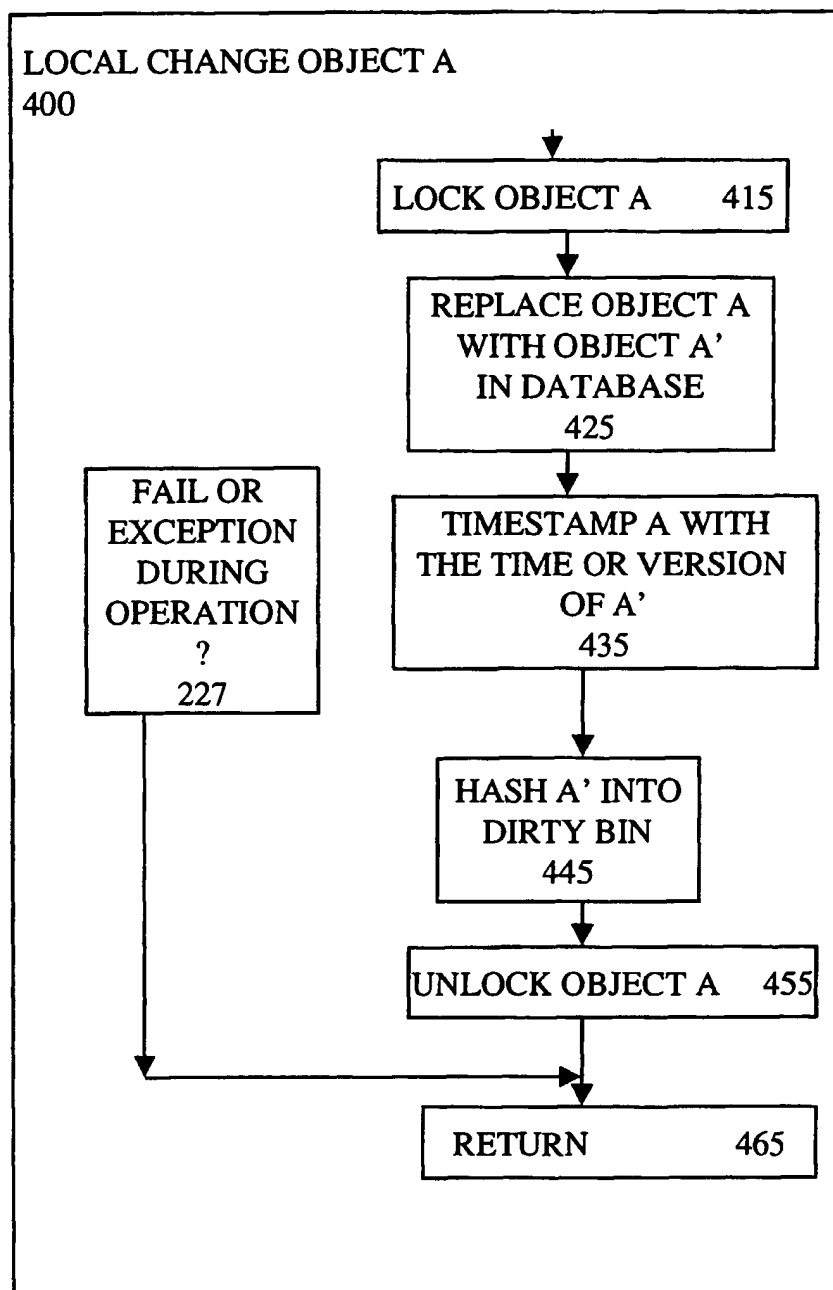 LOCAL CHANGE OBJECT A
400
LOCK OBJECT A 415
REPLACE OBJECT A
WITH OBJECT A'
IN DATABASE
425
FAIL OR
EXCEPTION
DURING
OPERATION
?
227
TIMESTAMP A WITH
THE TIME OR VERSION
OF A'
435
HASH A' INTO
DIRTY BIN
445
UNLOCK OBJECT A 455
RETURN 465